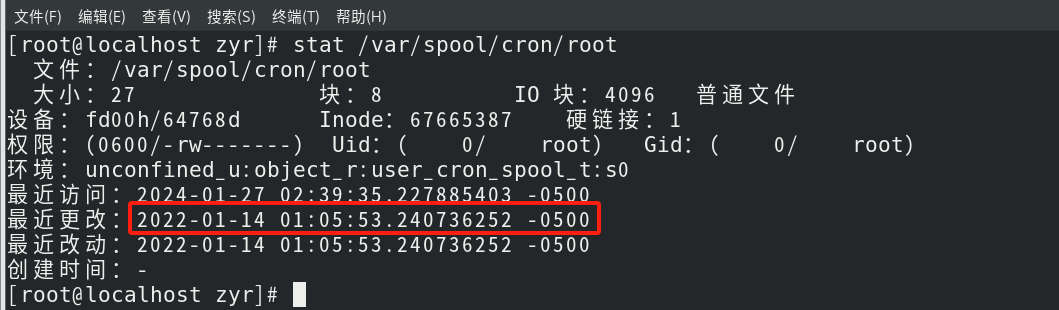 文件(F) 编辑(E) 查看(V) 搜索(S) 终端(T) 帮助(H)
[root@localhost zyr]# stat /var/spool/cron/root
文件：/var/spool/cron/root
大小：27 块：8 IO 块：4096 普通文件
设备：fd00h/64768d Inode：67665387 硬链接：1
权限：(0600/-rw-------) Uid：( 0/ root) Gid：( 0/ root)
环境：unconfined_u:object_r:user_cron_spool_t:s0
最近访问：2024-01-27 02:39:35.227885403 -0500
最近更改：2022-01-14 01:05:53.240736252 -0500
最近改动：2022-01-14 01:05:53.240736252 -0500
创建时间：-
[root@localhost zyr]#